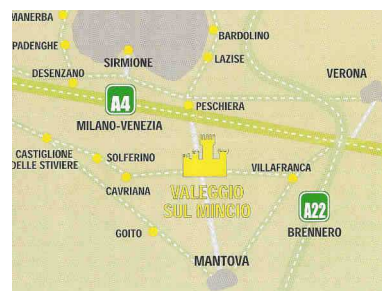 MANERBA
BARDOLINO
PADENGHE
LAZISE
SIRMIONE
DESENZANO
VERONA
A4
PESCHIERA
MILANO-VENEZIA
CASTIGLIONE
DELLE STIVIERE
SOLFERINO
VILLAFRANCA
CAVRIANA
VALEGGIO
SUL MINCIO
A22
GOITO
BRENNERO
MANTOVA